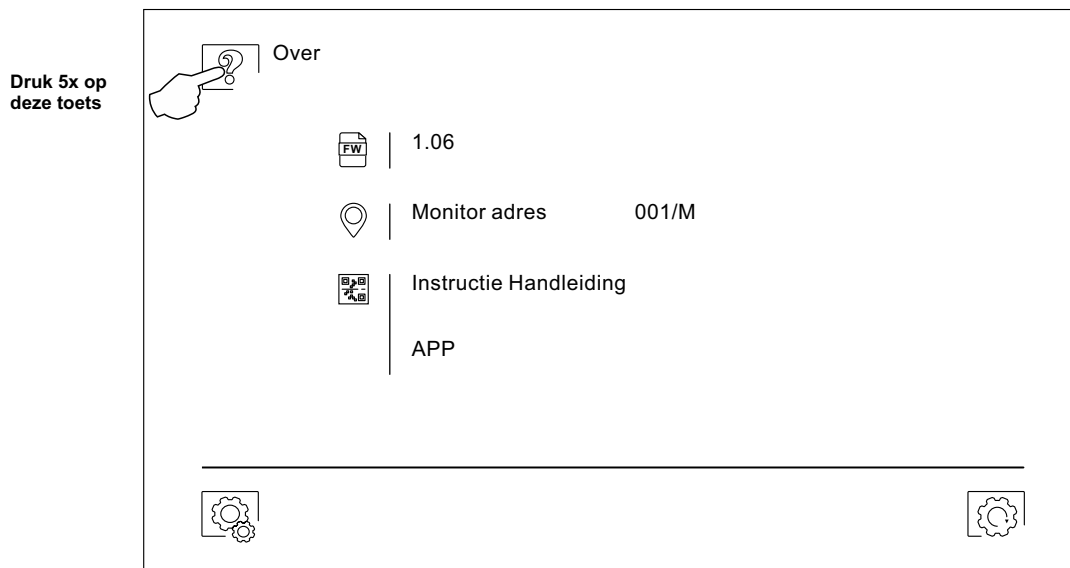 Druk 5x op
deze toets
Over
FW
1.06
Monitor adres 001/M
Instructie Handleiding
APP